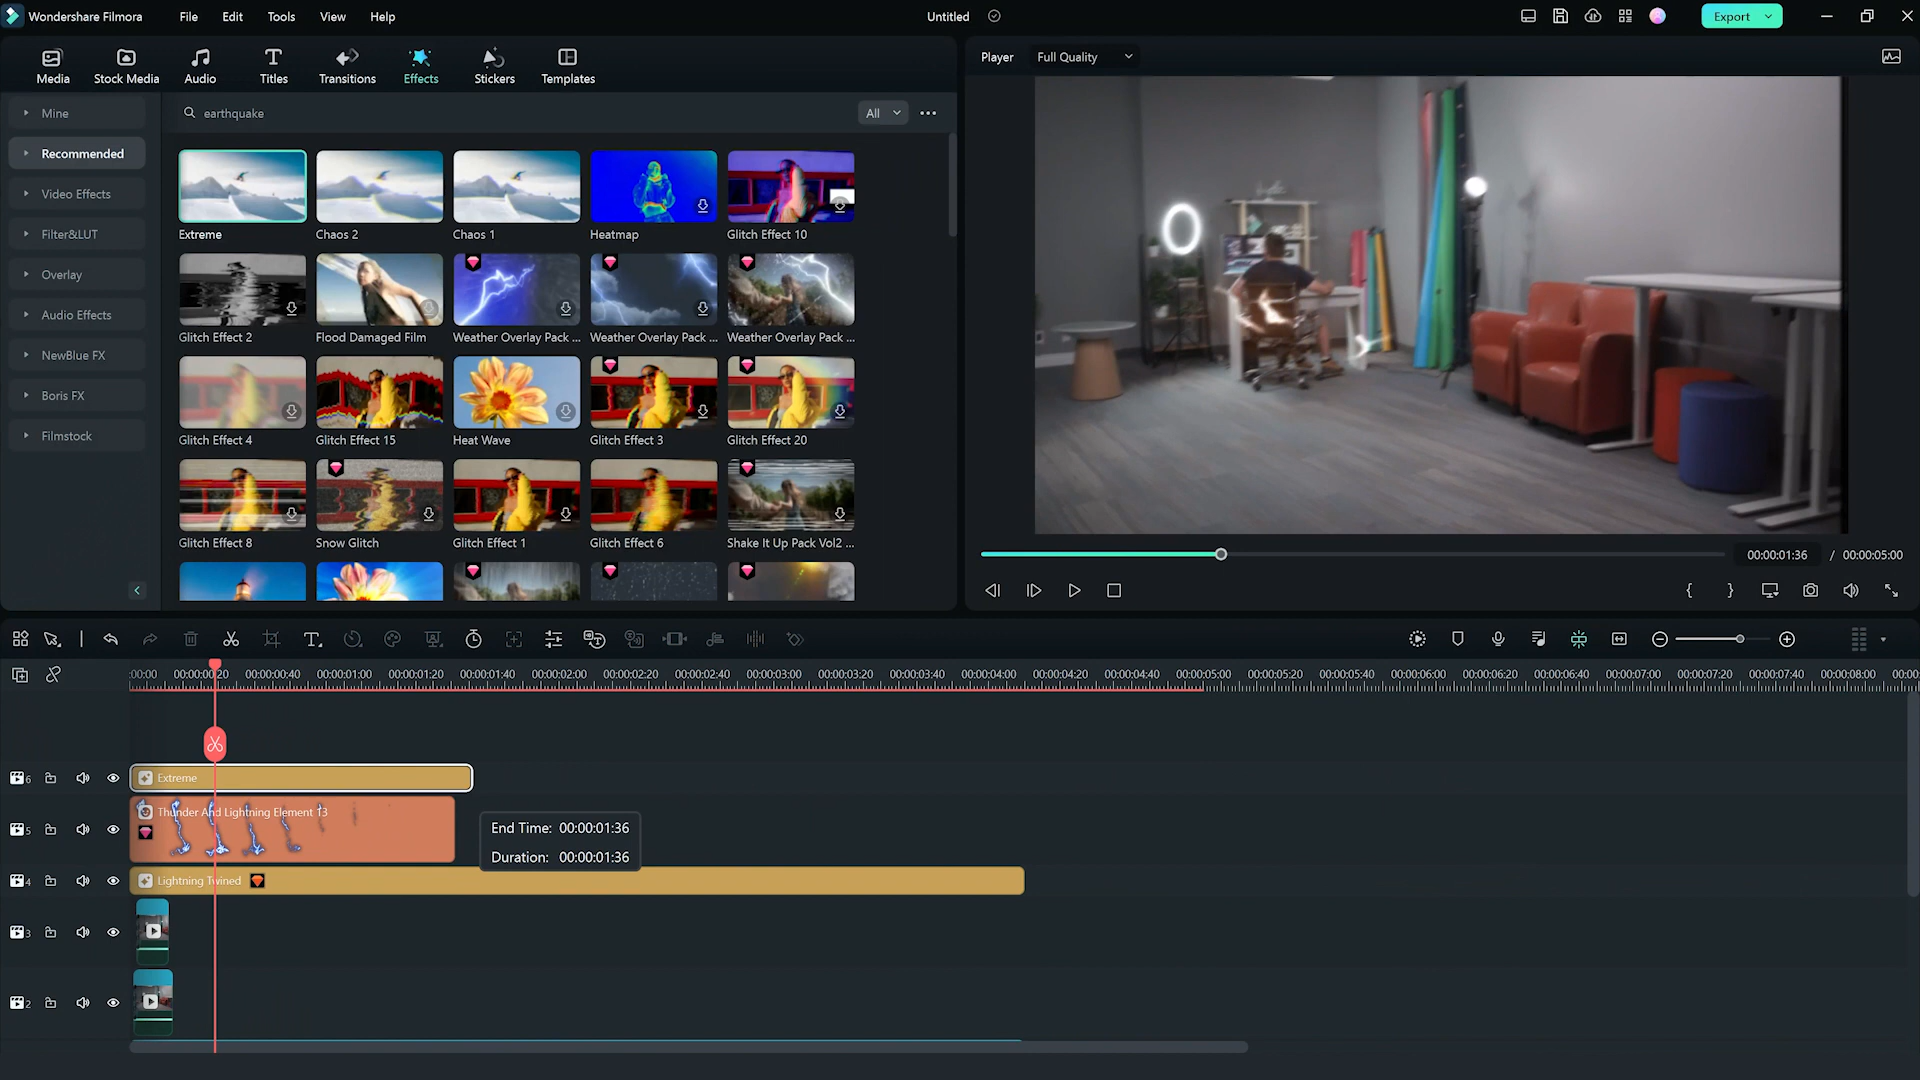 Wondershare Filmora
File
Edit
Tools
View
Help
Untitled
Export
Media
Stock Media
Audio
Titles
Transitions
Effects
Stickers
Templates
Player
Full Quality
Mine
Recommended
Video Effects
Filter&LUT
Overlay
Audio Effects
NewBlue FX
Boris FX
Filmstock
earthquake
All
Extreme
Chaos 2
Chaos 1
Heatmap
Glitch Effect 10
Glitch Effect 2
Flood Damaged Film
Weather Overlay Pack ...
Weather Overlay Pack ...
Weather Overlay Pack ...
Glitch Effect 4
Glitch Effect 15
Heat Wave
Glitch Effect 3
Glitch Effect 20
Glitch Effect 8
Snow Glitch
Glitch Effect 1
Glitch Effect 6
Shake It Up Pack Vol2 ...
00:00:01:36 / 00:00:05:00
:00:00 00:00:00:20 00:00:00:40 00:00:01:00 00:00:01:20 00:00:01:40 00:00:02:00 00:00:02:20 00:00:02:40 00:00:03:00 00:00:03:20 00:00:03:40 00:00:04:00 00:00:04:20 00:00:04:40 00:00:05:00 00:00:05:20 00:00:05:40 00:00:06:00 00:00:06:20 00:00:06:40 00:00:07:00 00:00:07:20 00:00:07:40 00:00:08:00 00:00
6
Extreme
5
Thunder And Lightning Element 13
End Time: 00:00:01:36
Duration: 00:00:01:36
4
Lightning Twined
3
2